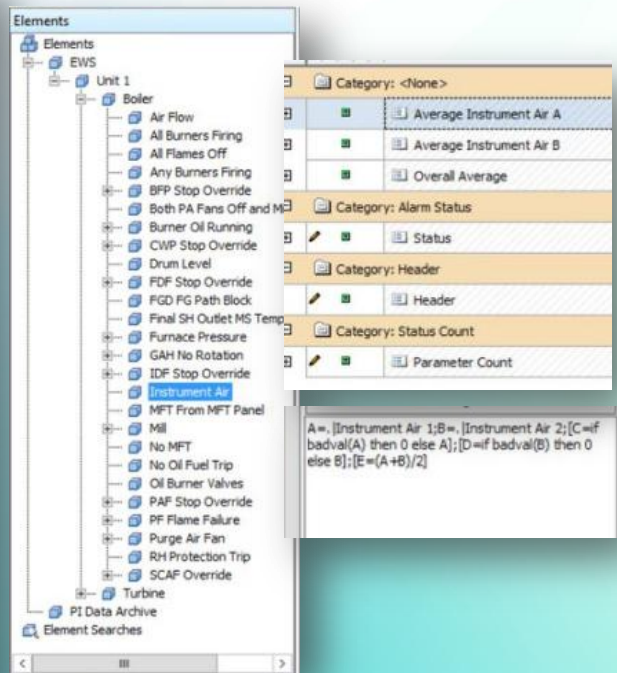 Elements
Elements
EWS
Unit 1
Boiler
Air Flow
All Burners Firing
All Flames Off
Any Burners Firing
BFP Stop Override
Both PA Fans Off and M
Burner Oil Running
CWP Stop Override
Drum Level
FDF Stop Override
FGD FG Path Block
Final SH Outlet MS Temp
Furnace Pressure
GAH No Rotation
IDF Stop Override
Instrument Air
MFT From MFT Panel
Mill
No MFT
No Oil Fuel Trip
Oil Burner Valves
PAF Stop Override
PF Flame Failure
Purge Air Fan
RH Protection Trip
SCAF Override
Turbine
PI Data Archive
Element Searches
Category: <None>
Average Instrument Air A
Average Instrument Air B
Overall Average
Category: Alarm Status
Status
Category: Header
Header
Category: Status Count
Parameter Count
A=.|Instrument Air 1;B=.|Instrument Air 2;[C=if
badval(A) then 0 else A];[D=if badval(B) then 0
else B];[E=(A+B)/2]